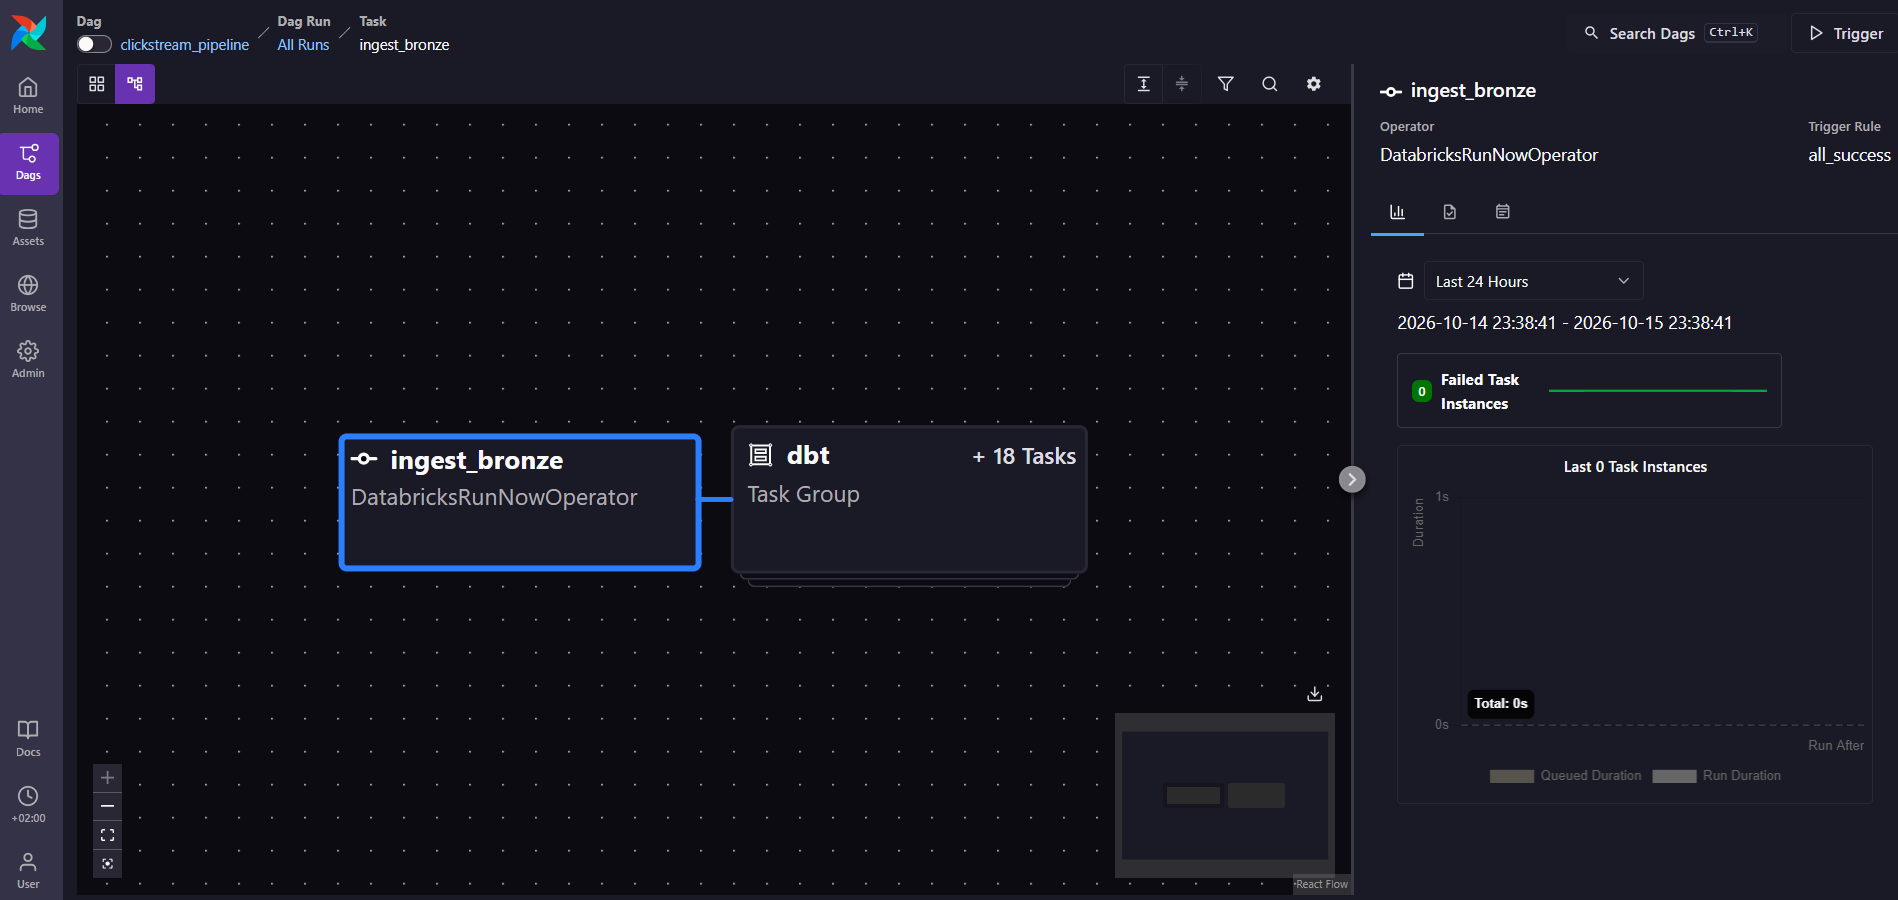 Dag
clickstream_pipeline
Dag Run
All Runs
Task
ingest_bronze
Search Dags Ctrl+K
Trigger
Home
Dags
Assets
Browse
Admin
Docs
+02:00
User
ingest_bronze
DatabricksRunNowOperator
dbt
+ 18 Tasks
Task Group
React Flow
ingest_bronze
Operator
DatabricksRunNowOperator
Trigger Rule
all_success
Last 24 Hours
2026-10-14 23:38:41 - 2026-10-15 23:38:41
0
Failed Task
Instances
Last 0 Task Instances
1s
Duration
Total: 0s
0s
Run After
Queued Duration
Run Duration